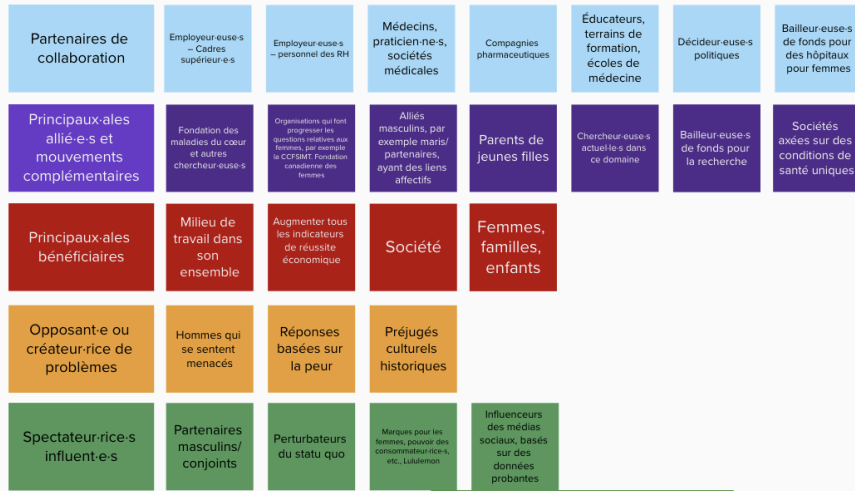 Partenaires de
collaboration
Employeur·euse·s
– Cadres
supérieur·e·s
Employeur·euse·s
– personnel des RH
Médecins,
praticien·ne·s,
sociétés
médicales
Compagnies
pharmaceutiques
Éducateurs,
terrains de
formation,
écoles de
médecine
Décideur·euse·s
politiques
Bailleur·euse·s
de fonds pour
des hôpitaux
pour femmes
Principaux·ales
allié·e·s et
mouvements
complémentaires
Fondation des
maladies du cœur
et autres
chercheur·euse·s
Organisations qui font
progresser les
questions relatives aux
femmes, par exemple
le CCFSIMT. Fondation
canadienne des
femmes
Alliés
masculins, par
exemple maris/
partenaires,
ayant des liens
affectifs
Parents de
jeunes filles
Chercheur·euse·s
actuel·le·s dans
ce domaine
Bailleur·euse·s
de fonds pour
la recherche
Sociétés
axées sur des
conditions de
santé uniques
Principaux·ales
bénéficiaires
Milieu de
travail dans
son
ensemble
Augmenter tous
les indicateurs
de réussite
économique
Société
Femmes,
familles,
enfants
Opposant·e ou
créateur·rice de
problèmes
Hommes qui
se sentent
menacés
Réponses
basées sur
la peur
Préjugés
culturels
historiques
Spectateur·rice·s
influent·e·s
Partenaires
masculins/
conjoints
Perturbateurs
du statu quo
Marques pour les
femmes, pouvoir des
consommateur·rice·s,
etc., Lululemon
Influenceurs
des médias
sociaux, basés
sur des
données
probantes